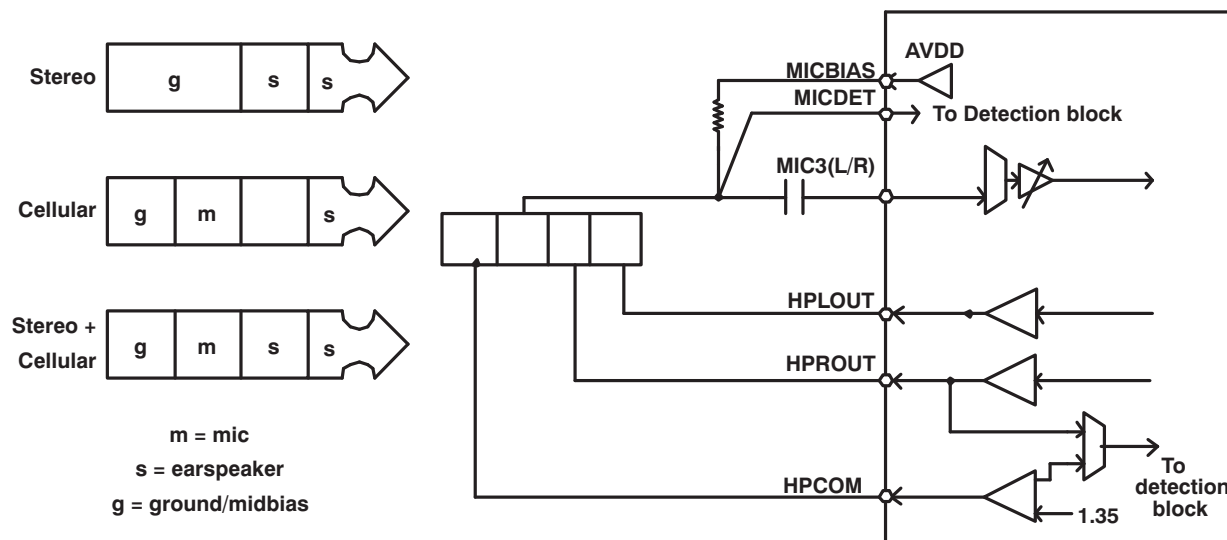 Stereo
g
s
s
Cellular
g
m
s
Stereo +
Cellular
g
m
s
s
m = mic
s = earspeaker
g = ground/midbias
AVDD
MICBIAS
MICDET
To Detection block
MIC3(L/R)
HPLOUT
HPROUT
HPCOM
1.35
To
detection
block